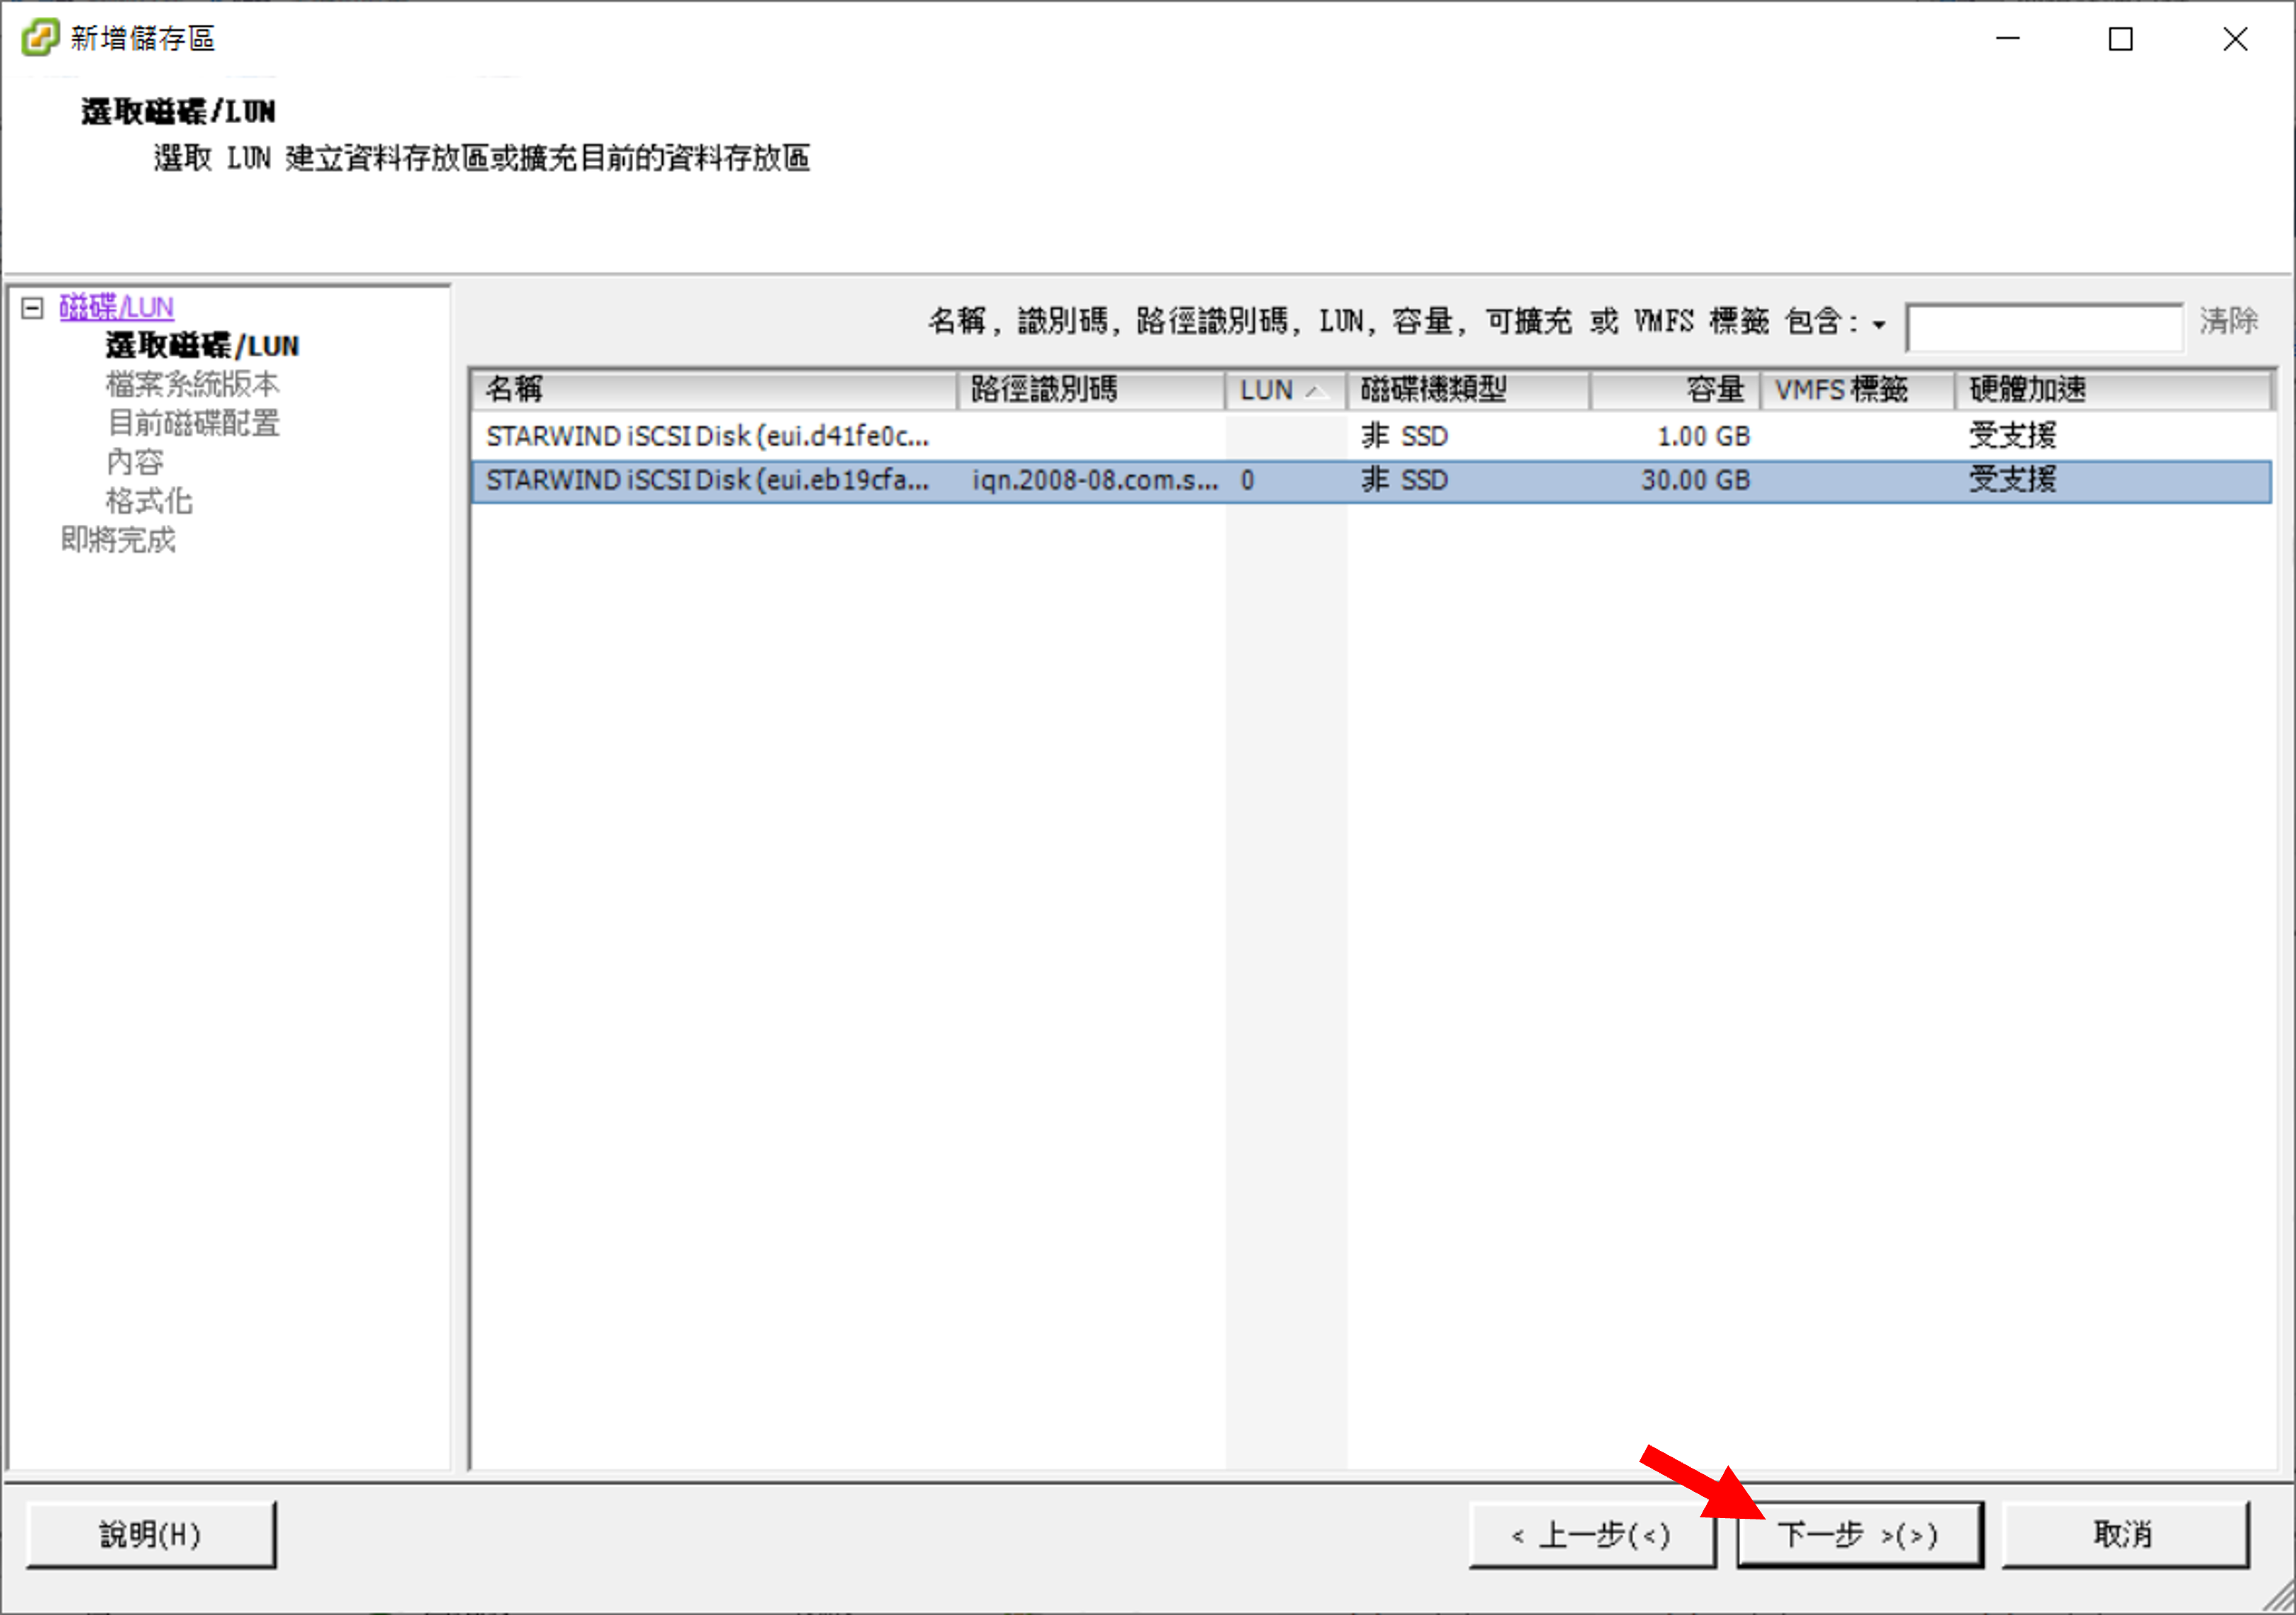 新增儲存區
選取磁碟/LUN
選取 LUN 建立資料存放區或擴充目前的資料存放區
磁碟/LUN
選取磁碟/LUN
檔案系統版本
目前磁碟配置
內容
格式化
即將完成
名稱, 識別碼, 路徑識別碼, LUN, 容量, 可擴充 或 VMFS 標籤 包含: 清除
名稱 路徑識別碼 LUN 磁碟機類型 容量 VMFS 標籤 硬體加速
STARWIND iSCSI Disk (eui.d41fe0c... 非 SSD 1.00 GB 受支援
STARWIND iSCSI Disk (eui.eb19cfa... iqn.2008-08.com.s... 0 非 SSD 30.00 GB 受支援
說明(H) < 上一步(<) 下一步 >(>) 取消